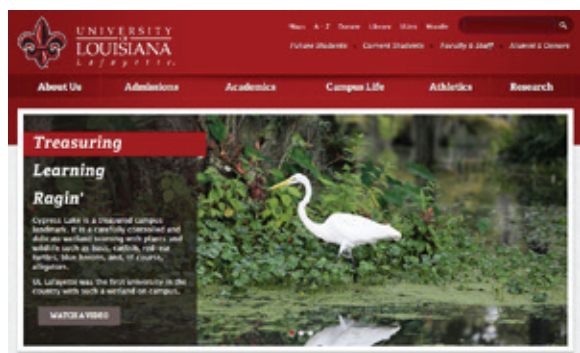 UNIVERSITY
of
LOUISIANA
Lafayette
Maps A-Z Donate Library ULink Moodle
Future Students Current Students Faculty & Staff Alumni & Donors
About Us Admissions Academics Campus Life Athletics Research
Treasuring
Learning
Ragin'
Cypress Lake is a treasured campus
landmark. It is a carefully controlled and
delicate wetland teeming with plants and
wildlife such as bass, catfish, red-ear
turtles, blue herons, and, of course,
alligators.
UL Lafayette was the first university in the
country with such a wetland on campus.
WATCH A VIDEO